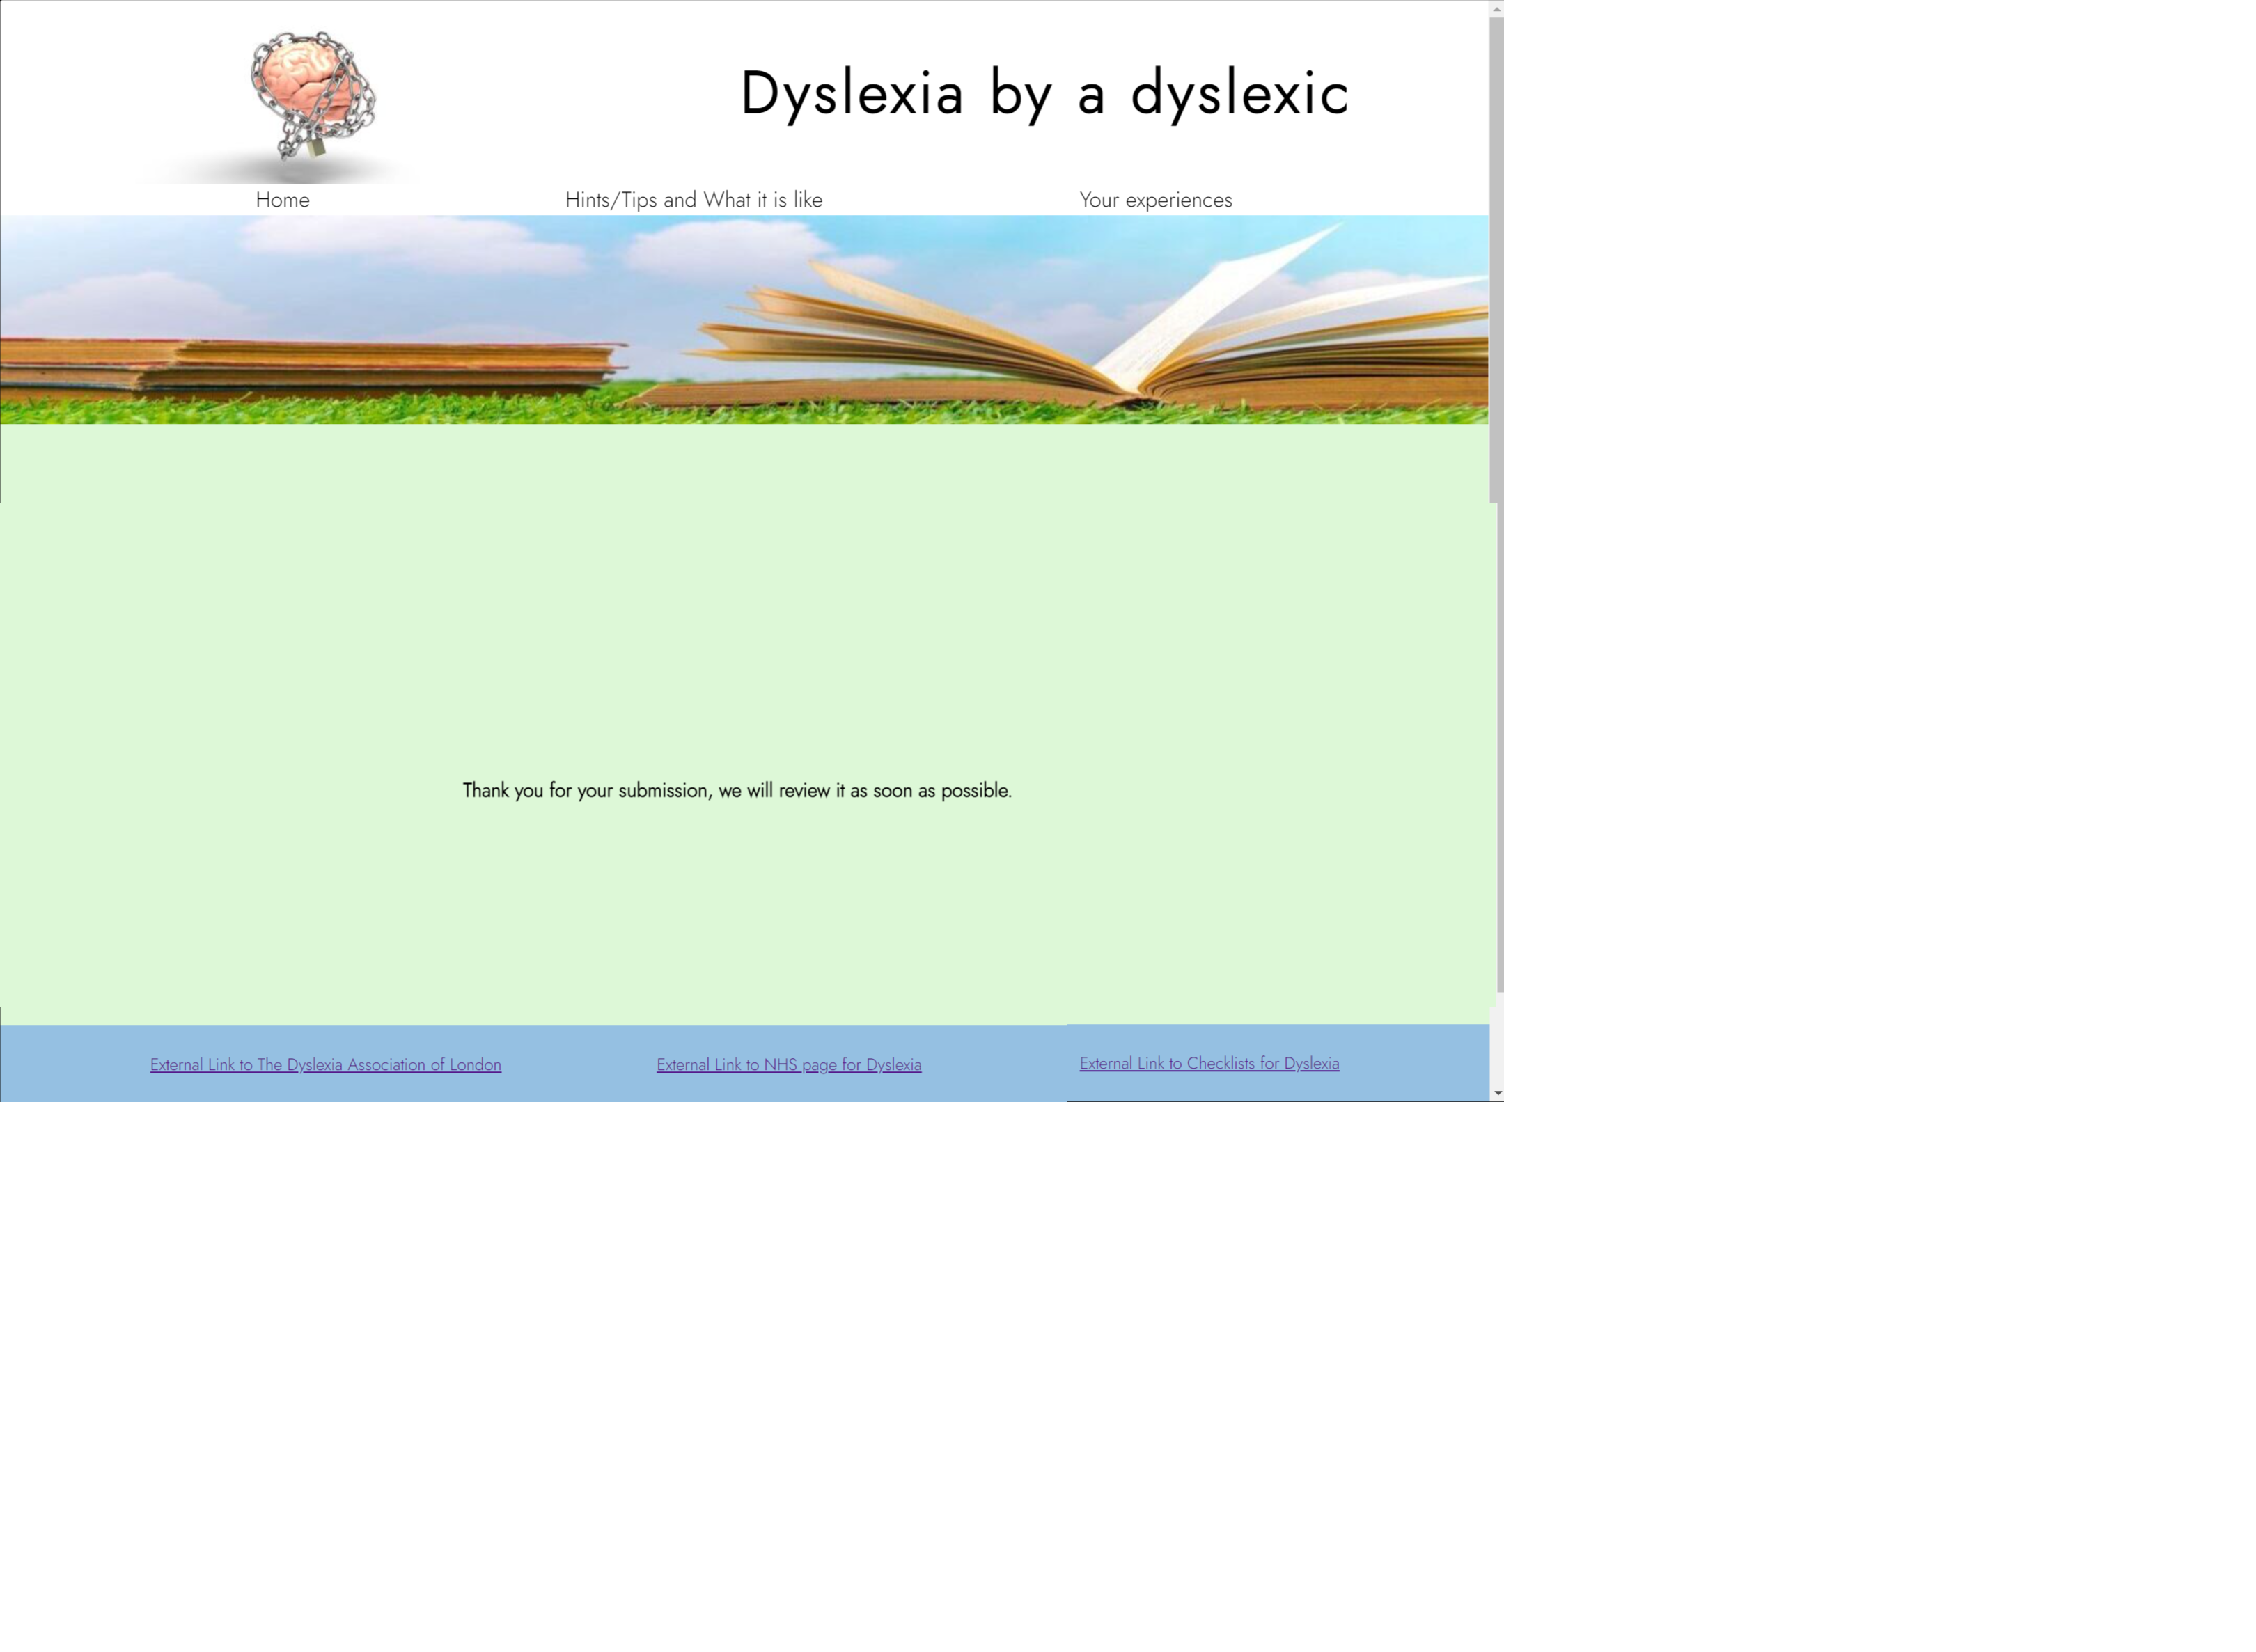 Dyslexia by a dyslexic
Home
Hints/Tips and What it is like
Your experiences
Thank you for your submission, we will review it as soon as possible.
External Link to The Dyslexia Association of London
External Link to NHS page for Dyslexia
External Link to Checklists for Dyslexia